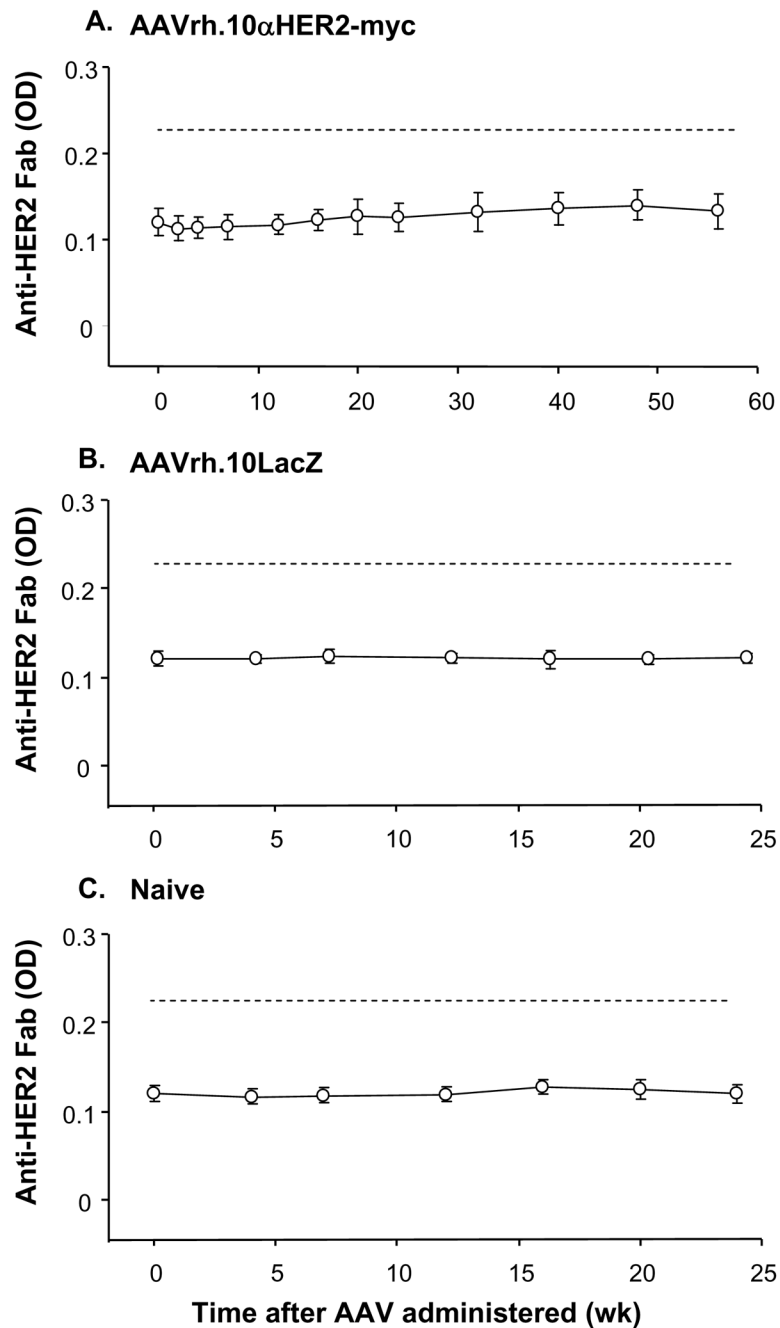 A. AAVrh.10αHER2-myc
Anti-HER2 Fab (OD)
0.3
0.2
0.1
0
0 10 20 30 40 50 60
B. AAVrh.10LacZ
Anti-HER2 Fab (OD)
0.3
0.2
0.1
0
0 5 10 15 20 25
C. Naive
Anti-HER2 Fab (OD)
0.3
0.2
0.1
0
0 5 10 15 20 25
Time after AAV administered (wk)